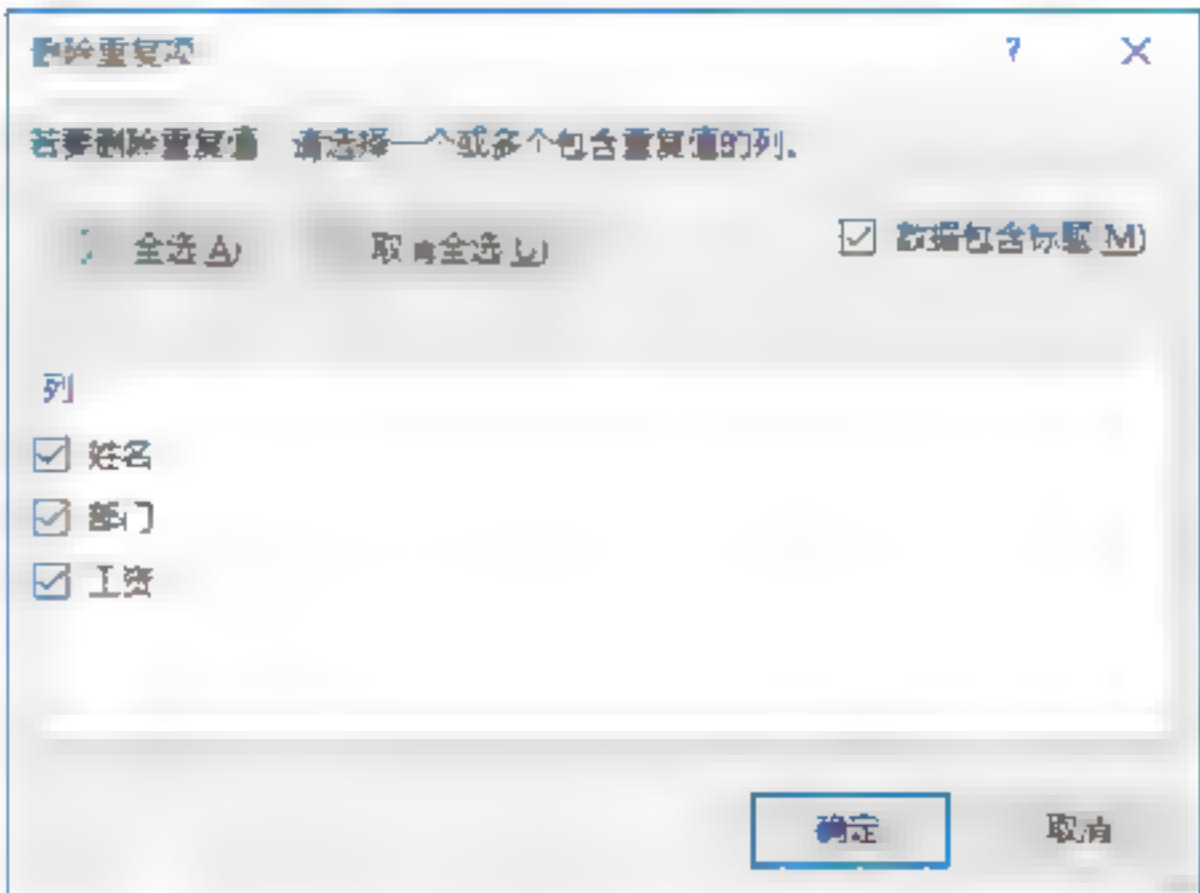 删除重复项
若要删除重复值，请选择一个或多个包含重复值的列。
全选(A)
取消全选(U)
数据包含标题(M)
列
姓名
部门
工资
确定
取消